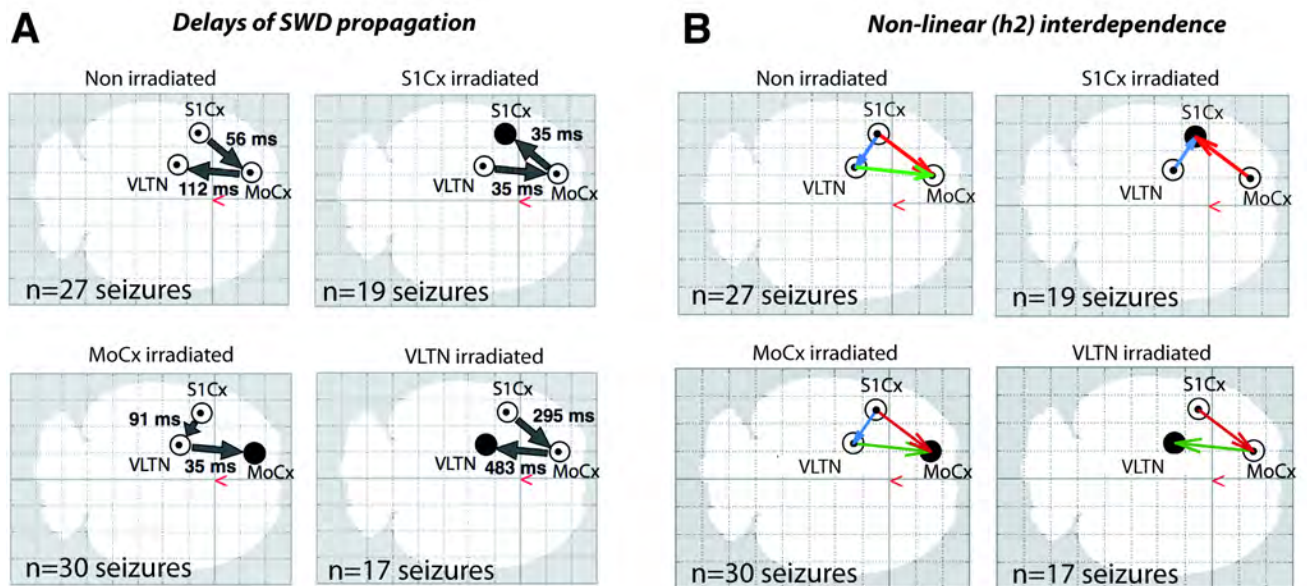 A
Delays of SWD propagation
Non irradiated
S1Cx
56 ms
VLTN
112 ms
MoCx
<
n=27 seizures
S1Cx irradiated
S1Cx
35 ms
VLTN
35 ms
MoCx
<
n=19 seizures
MoCx irradiated
S1Cx
91 ms
VLTN
35 ms
MoCx
<
n=30 seizures
VLTN irradiated
S1Cx
295 ms
VLTN
483 ms
MoCx
<
n=17 seizures
B
Non-linear (h2) interdependence
Non irradiated
S1Cx
VLTN
MoCx
<
n=27 seizures
S1Cx irradiated
S1Cx
VLTN
MoCx
<
n=19 seizures
MoCx irradiated
S1Cx
VLTN
MoCx
<
n=30 seizures
VLTN irradiated
S1Cx
VLTN
MoCx
<
n=17 seizures